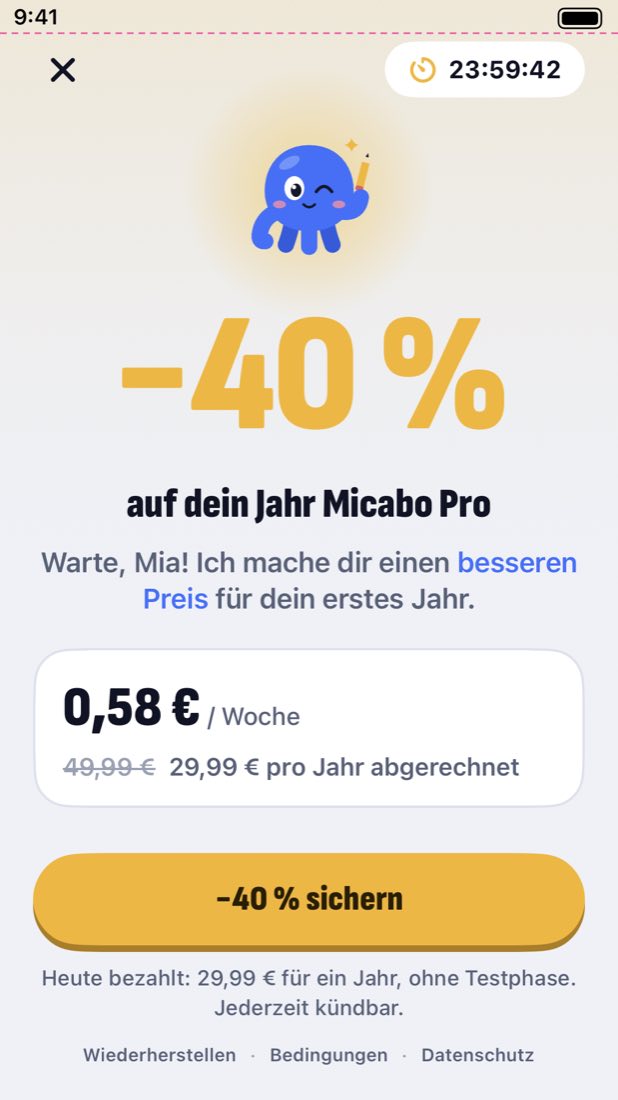 9:41
23:59:42
−40 %
auf dein Jahr Micabo Pro
Warte, Mia! Ich mache dir einen besseren
Preis für dein erstes Jahr.
0,58 € / Woche
49,99 € 29,99 € pro Jahr abgerechnet
−40 % sichern
Heute bezahlt: 29,99 € für ein Jahr, ohne Testphase.
Jederzeit kündbar.
Wiederherstellen · Bedingungen · Datenschutz